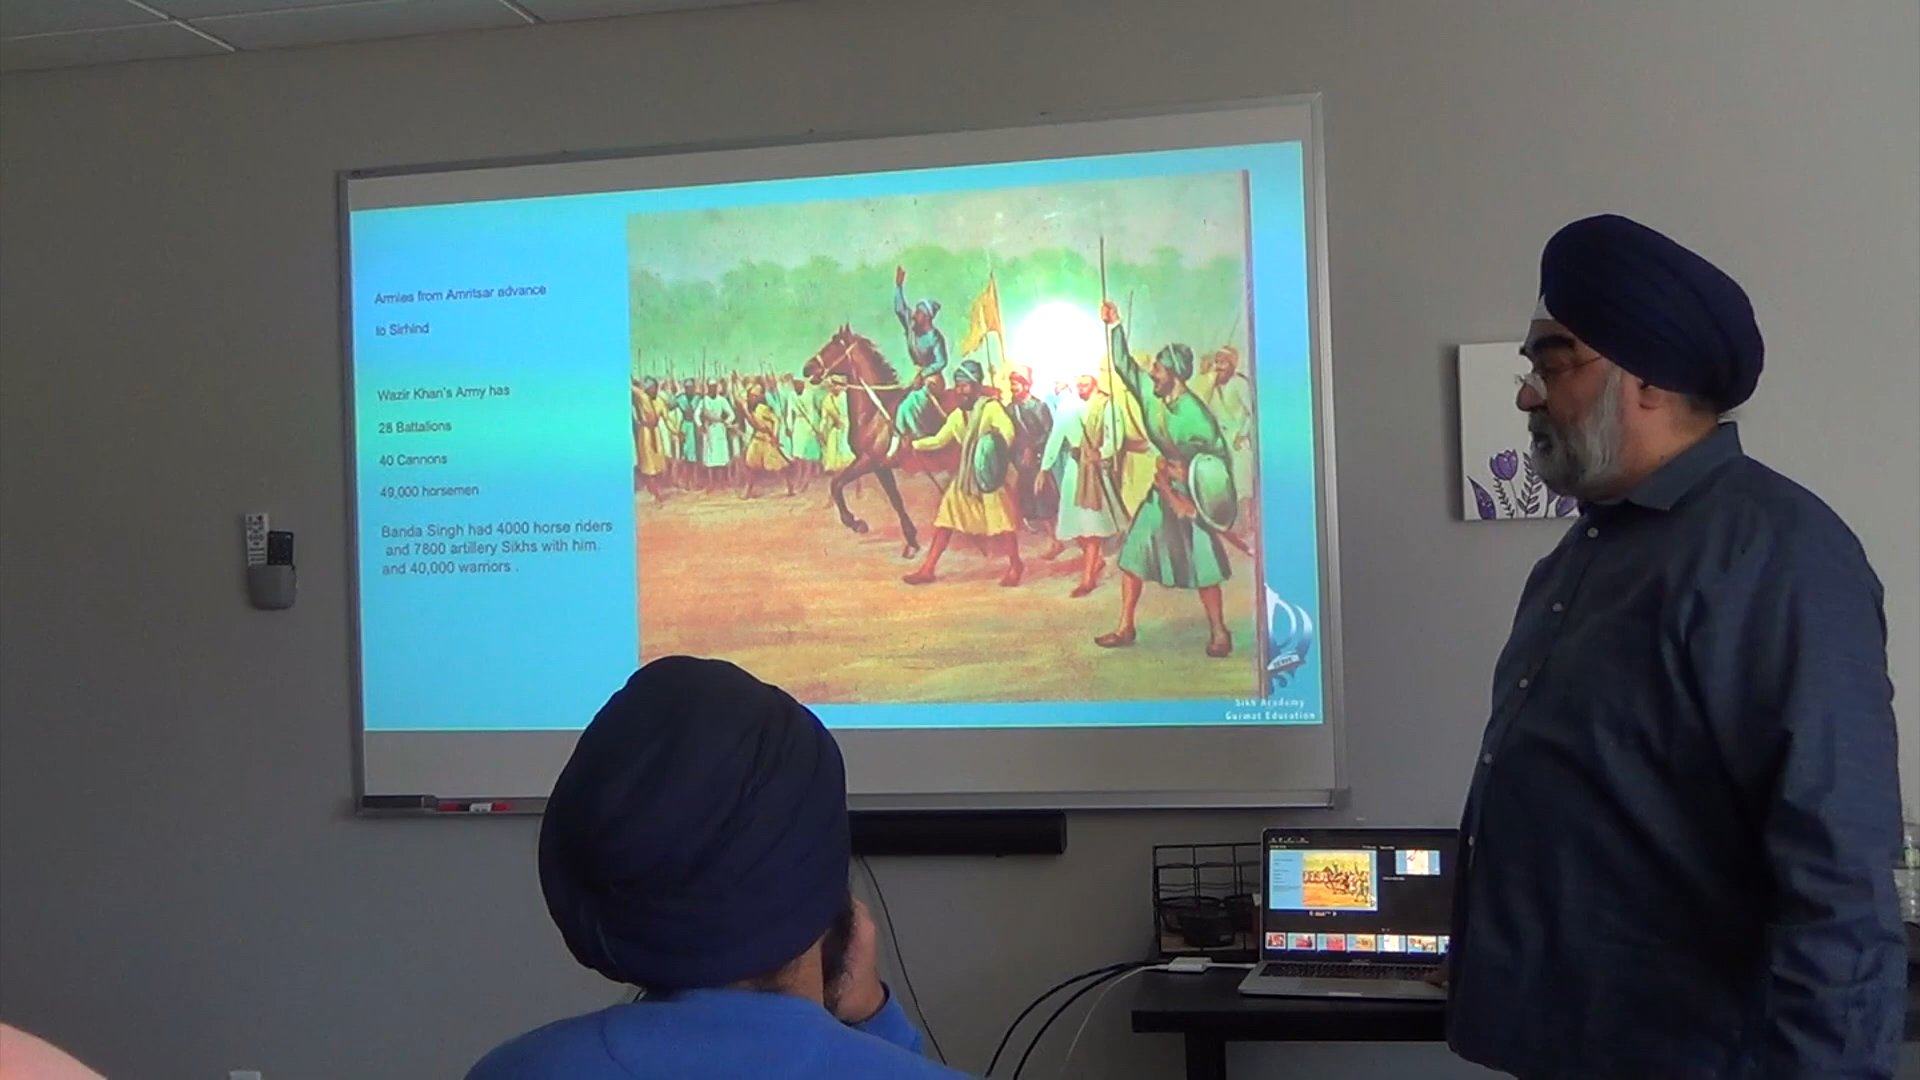 Armies from Amritsar advance
to Sirhind
Wazir Khan's Army has
28 Battalions
40 Cannons
49,000 horsemen
Banda Singh had 4000 horse riders
and 7800 artillery Sikhs with him.
and 40,000 warriors .
Sikh Academy
Gurmat Education